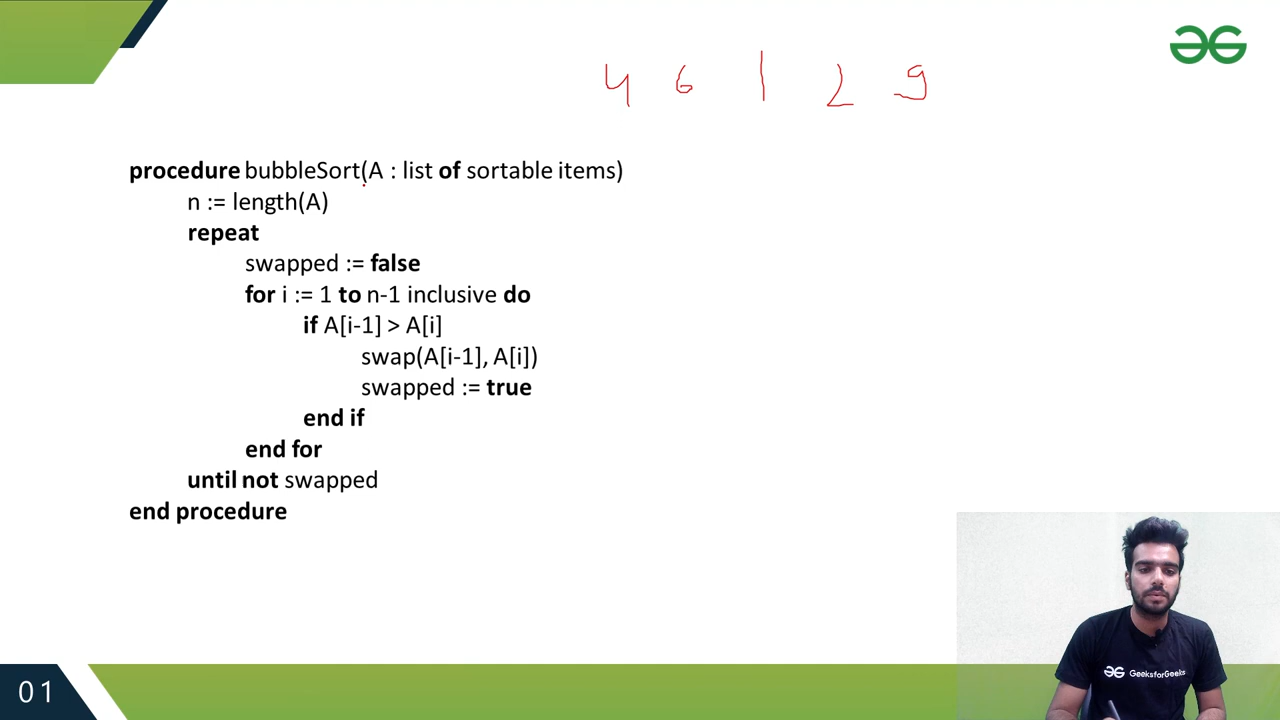 4 6 1 2 9
procedure bubbleSort(A : list of sortable items)
n := length(A)
repeat
swapped := false
for i := 1 to n-1 inclusive do
if A[i-1] > A[i]
swap(A[i-1], A[i])
swapped := true
end if
end for
until not swapped
end procedure
GeeksforGeeks
01